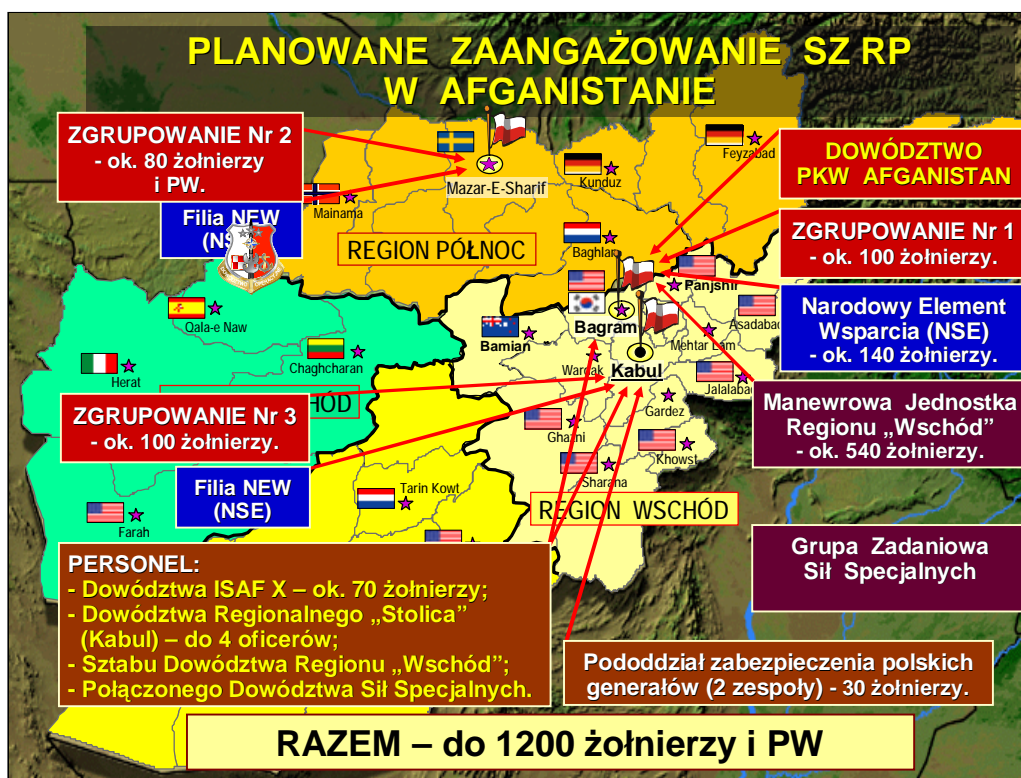 PLANOWANE ZAANGAŻOWANIE SZ RP
W AFGANISTANIE
ZGRUPOWANIE Nr 2
- ok. 80 żołnierzy
i PW.
Filia NEW
(NSE)
Mazar-E-Sharif
Mainama
Kunduz
Feyzabad
Baghlan
REGION PÓŁNOC
DOWÓDZTWO
PKW AFGANISTAN
ZGRUPOWANIE Nr 1
- ok. 100 żołnierzy.
Narodowy Element
Wsparcia (NSE)
- ok. 140 żołnierzy.
Manewrowa Jednostka
Regionu „Wschód”
- ok. 540 żołnierzy.
Grupa Zadaniowa
Sił Specjalnych
Panjshir
Asadabad
Bagram
Mehtar Lam
Bamian
Wardak
Kabul
Jalalabad
Gardez
Ghazni
Khowst
Sharana
REGION WSCHÓD
Qala-e Naw
Chaghcharan
Herat
CHÓD
ZGRUPOWANIE Nr 3
- ok. 100 żołnierzy.
Filia NEW
(NSE)
Tarin Kowt
Farah
PERSONEL:
- Dowództwa ISAF X – ok. 70 żołnierzy;
- Dowództwa Regionalnego „Stolica”
(Kabul) – do 4 oficerów;
- Sztabu Dowództwa Regionu „Wschód”;
- Połączonego Dowództwa Sił Specjalnych.
Pododdział zabezpieczenia polskich
generałów (2 zespoły) - 30 żołnierzy.
RAZEM – do 1200 żołnierzy i PW